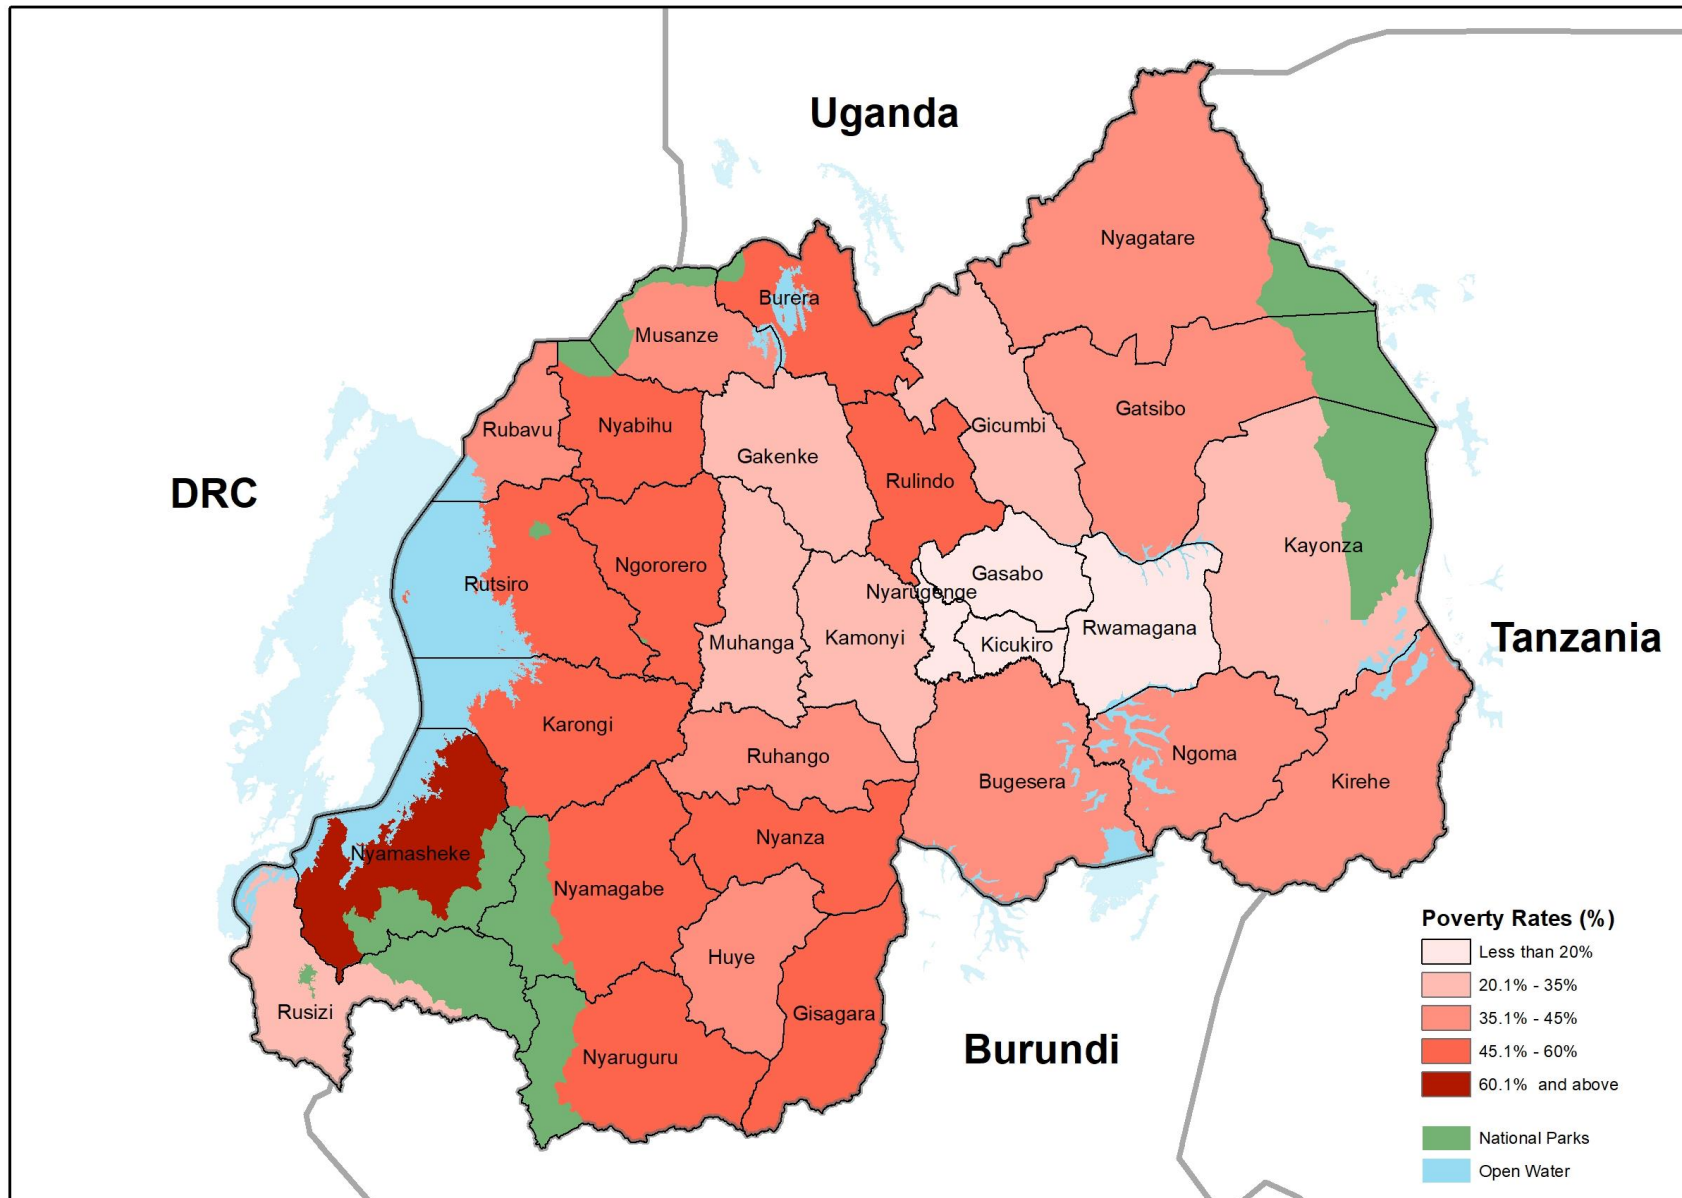 Uganda
Nyagatare
Burera
Musanze
Gatsibo
Rubavu
Nyabihu
Gicumbi
Gakenke
Rulindo
DRC
Kayonza
Ngororero
Gasabo
Rutsiro
Nyarugenge
Rwamagana
Kamonyi
Tanzania
Muhanga
Kicukiro
Karongi
Ruhango
Ngoma
Bugesera
Kirehe
Nyanza
Nyamasheke
Nyamagabe
Huye
Rusizi
Gisagara
Nyaruguru
Burundi
Poverty Rates (%)
Less than 20%
20.1% - 35%
35.1% - 45%
45.1% - 60%
60.1% and above
National Parks
Open Water